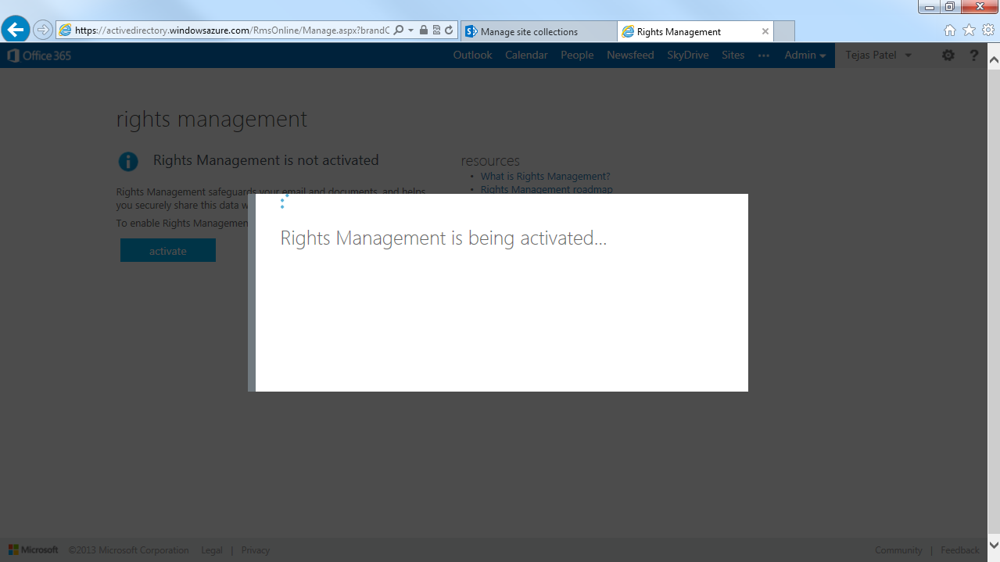 https://activedirectory.windowsazure.com/RmsOnline/Manage.aspx?brandC
Manage site collections
Rights Management
Office 365
Outlook Calendar People Newsfeed SkyDrive Sites ••• Admin
Tejas Patel
?
rights management
Rights Management is not activated
Rights Management safeguards your email and documents, and helps
you securely share this data w
To enable Rights Management
activate
resources
• What is Rights Management?
• Rights Management roadmap
Rights Management is being activated...
Microsoft ©2013 Microsoft Corporation Legal | Privacy
Community | Feedback